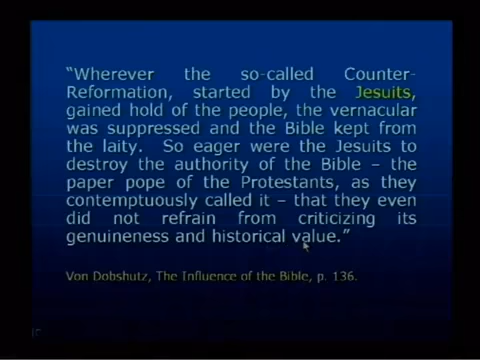 “Wherever the so-called Counter-
Reformation, started by the Jesuits,
gained hold of the people, the vernacular
was suppressed and the Bible kept from
the laity. So eager were the Jesuits to
destroy the authority of the Bible – the
paper pope of the Protestants, as they
contemptuously called it – that they even
did not refrain from criticizing its
genuineness and historical value.”
Von Dobshutz, The Influence of the Bible, p. 136.